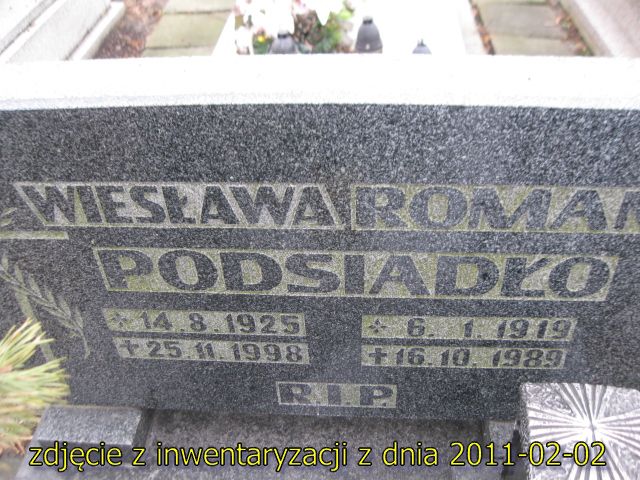 WIESŁAWA ROMAN
PODSIADŁO
÷ 14.8.1925 ÷ 6.1.1919
† 25.11.1998 † 16.10.1989
R.I.P.
zdjęcie z inwentaryzacji z dnia 2011-02-02